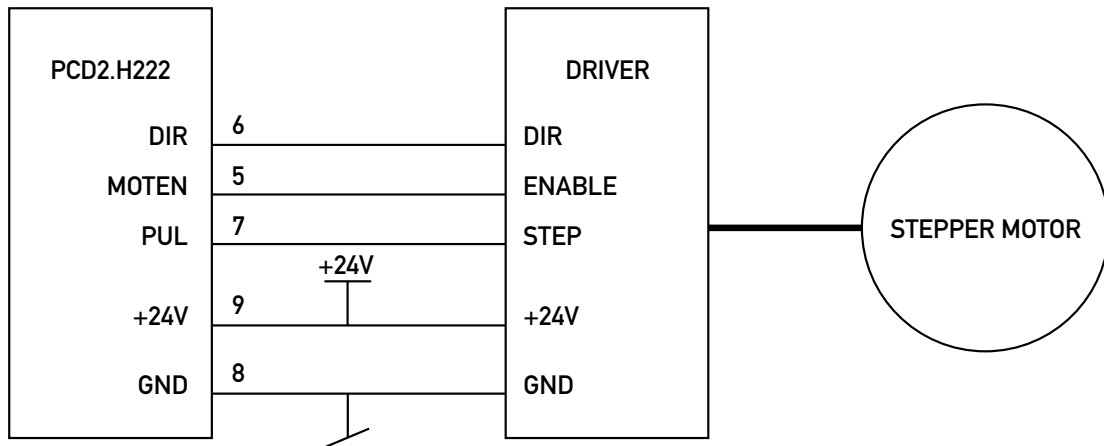 PCD2.H222
DRIVER
DIR 6 DIR
MOTEN 5 ENABLE
PUL 7 STEP
STEPPER MOTOR
+24V
+24V 9 +24V
GND 8 GND